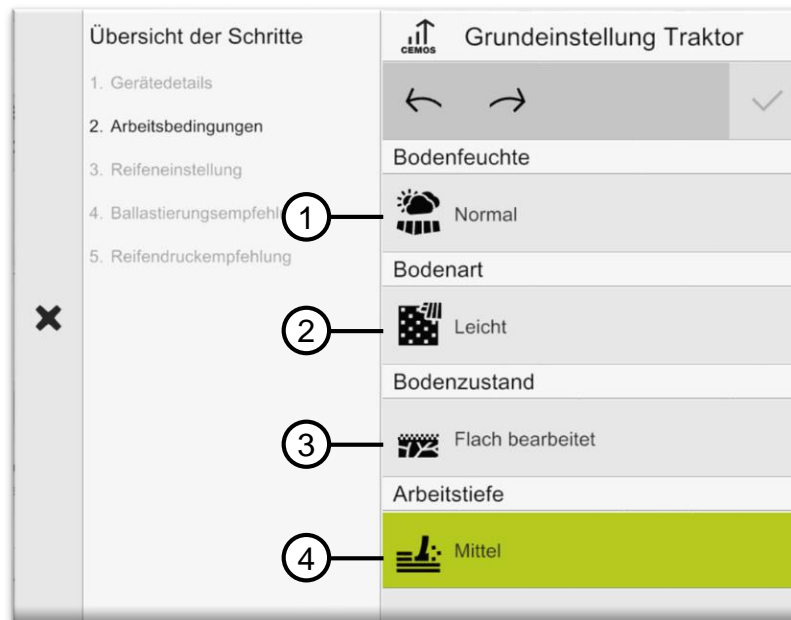 Übersicht der Schritte
1. Gerätedetails
2. Arbeitsbedingungen
3. Reifeneinstellung
4. Ballastierungsempfehl
5. Reifendruckempfehlung
CEMOS
Grundeinstellung Traktor
Bodenfeuchte
1 Normal
Bodenart
2 Leicht
Bodenzustand
3 Flach bearbeitet
Arbeitstiefe
4 Mittel